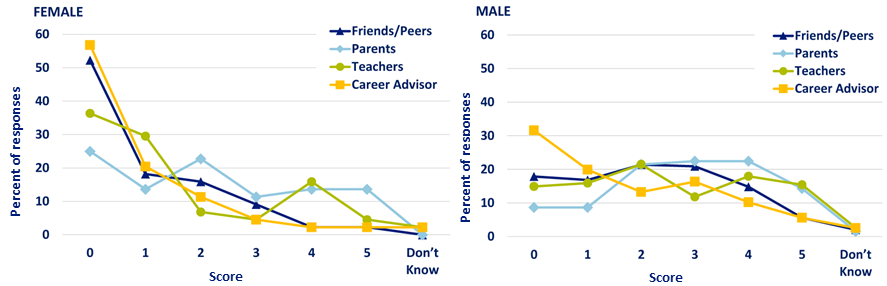 FEMALE
Friends/Peers
Parents
Teachers
Career Advisor
Percent of responses
60
50
40
30
20
10
0
0 1 2 3 4 5 Don't
Know
Score
MALE
Friends/Peers
Parents
Teachers
Career Advisor
Percent of responses
60
50
40
30
20
10
0
0 1 2 3 4 5 Don't
Know
Score